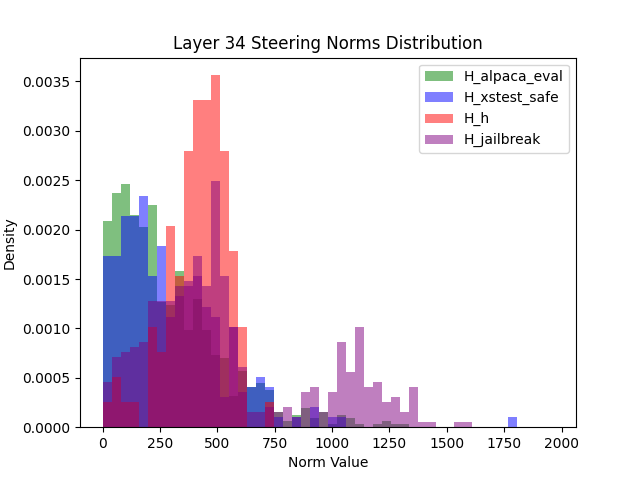 Layer 34 Steering Norms Distribution
H_alpaca_eval
H_xstest_safe
H_h
H_jailbreak
0.0035
0.0030
0.0025
0.0020
0.0015
0.0010
0.0005
0.0000
Density
0 250 500 750 1000 1250 1500 1750 2000
Norm Value